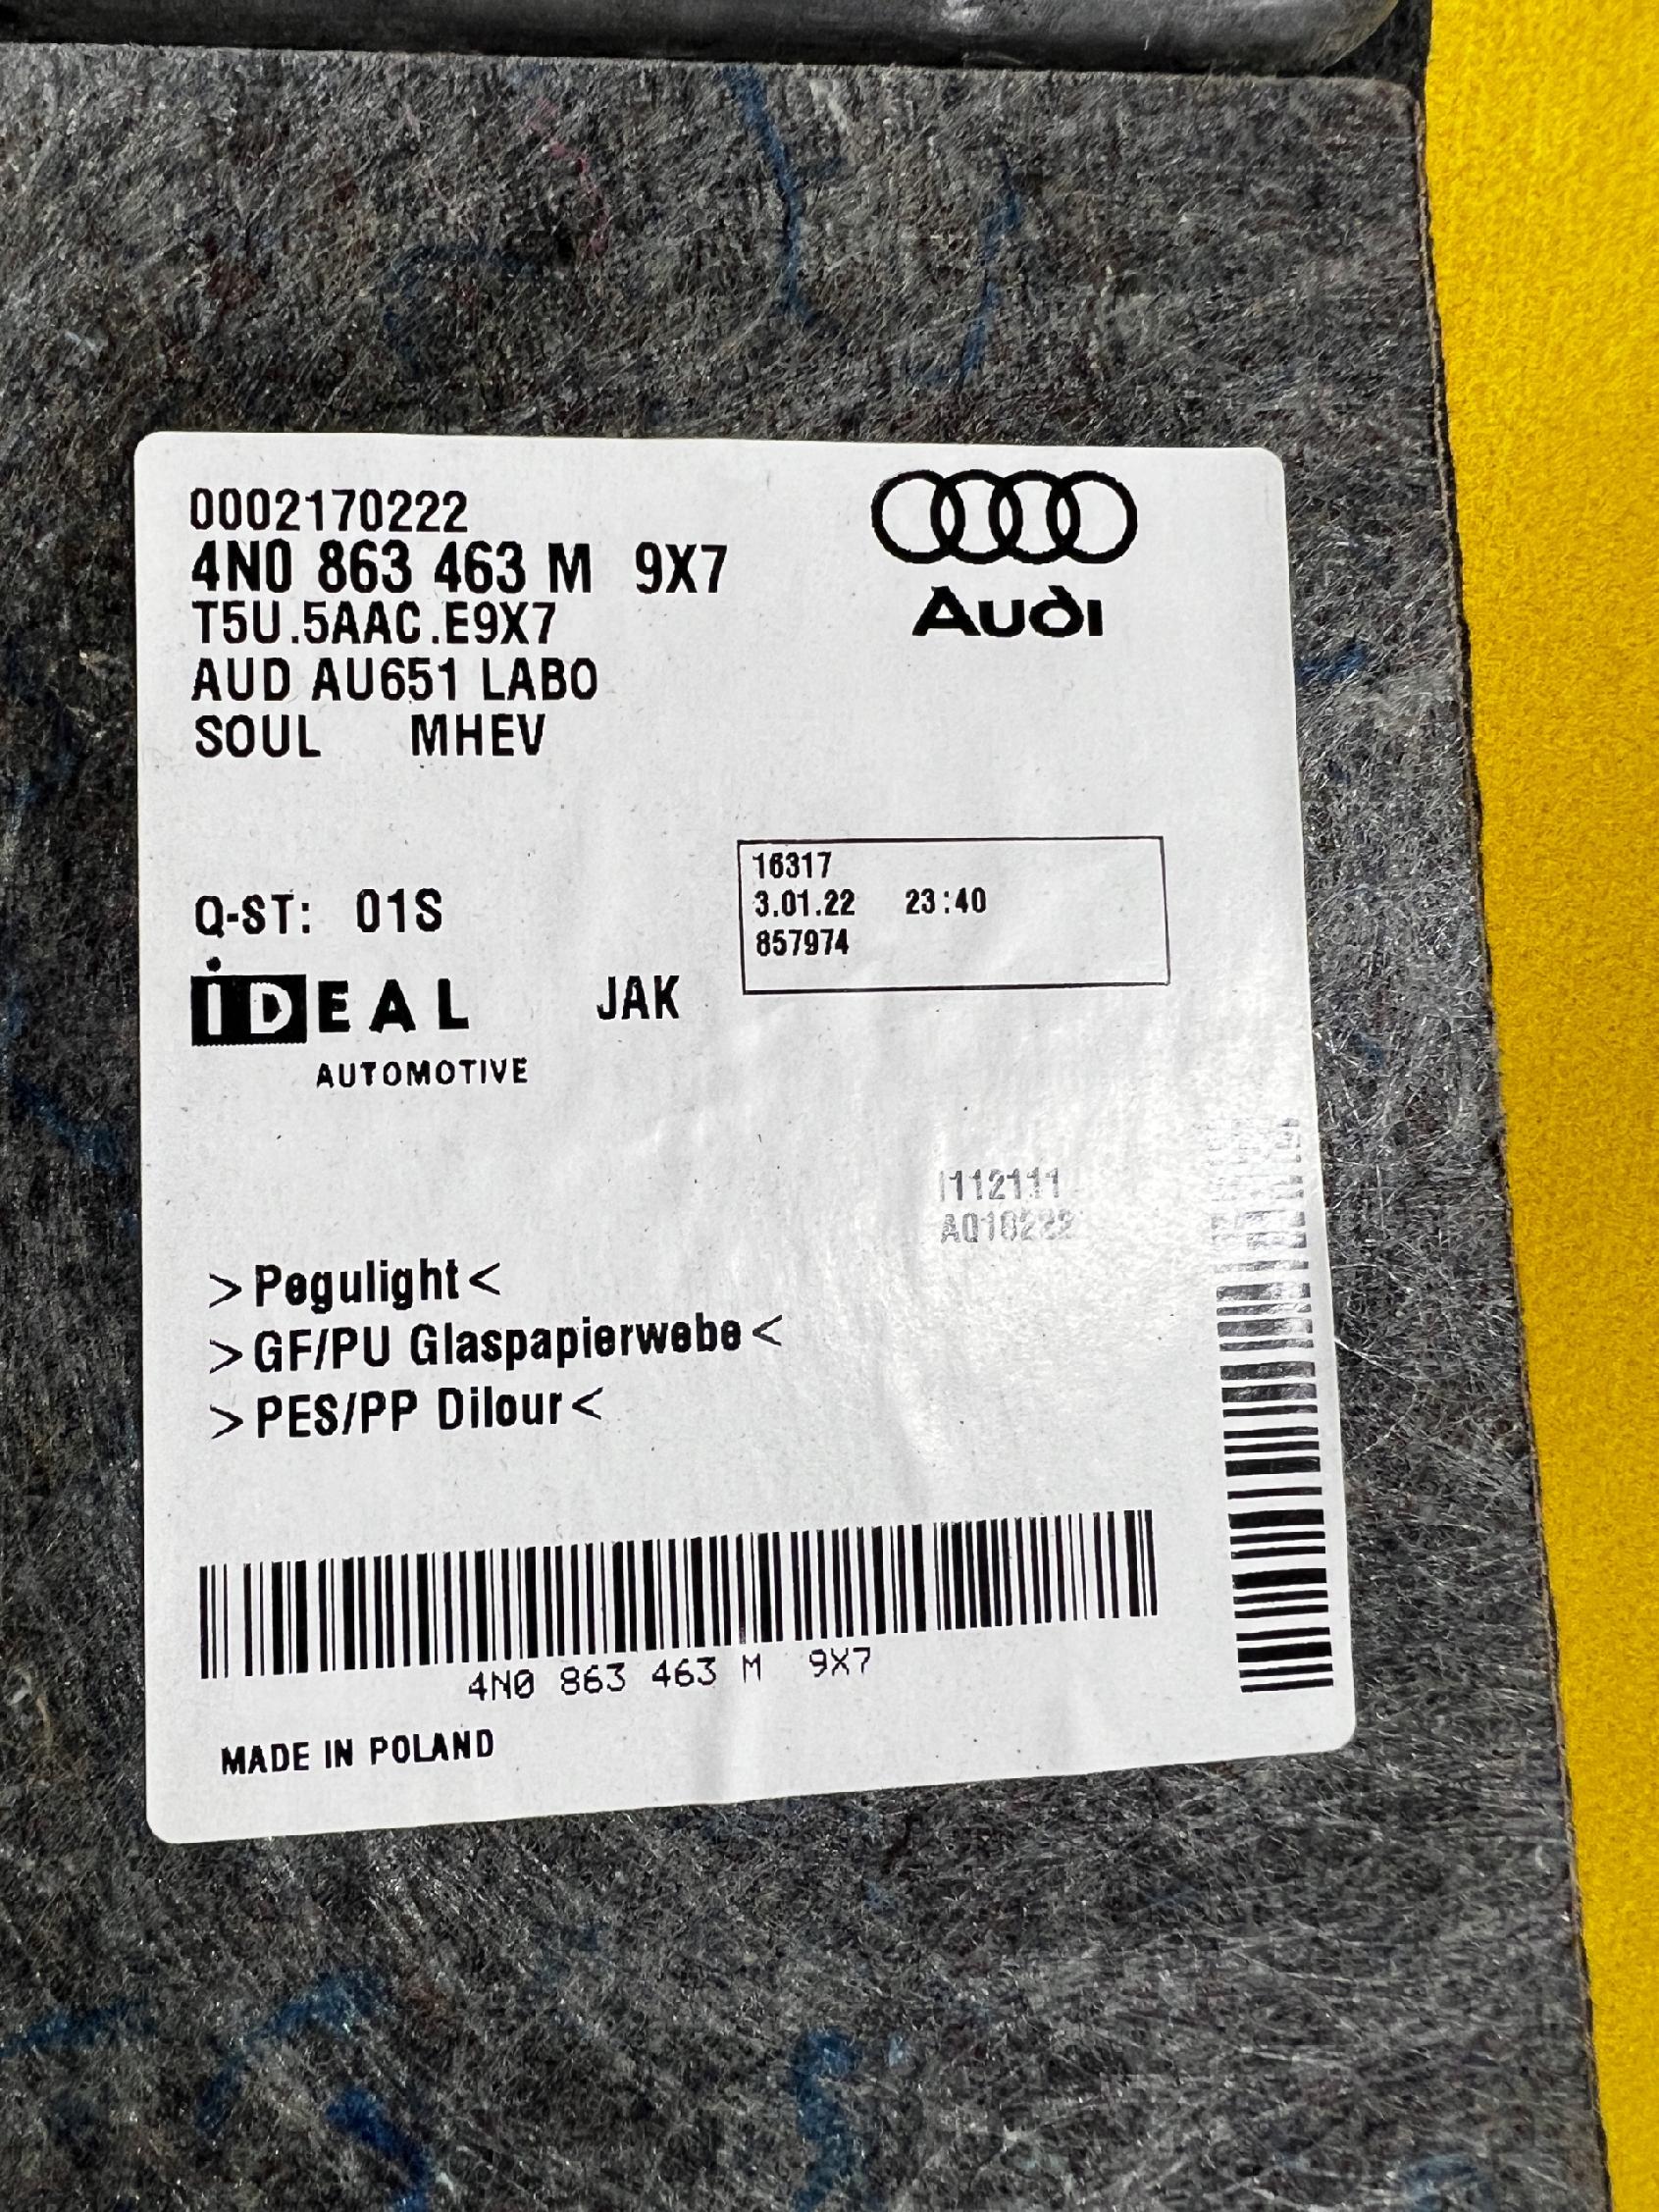 0002170222
4N0 863 463 M 9X7
T5U.5AAC.E9X7
AUD AU651 LABO
SOUL MHEV
Audi
16317
3.01.22 23:40
857974
Q-ST: 01S
iDEAL JAK
AUTOMOTIVE
>Pegulight<
>GF/PU Glaspapierwebe<
>PES/PP Dilour<
4N0 863 463 M 9X7
MADE IN POLAND